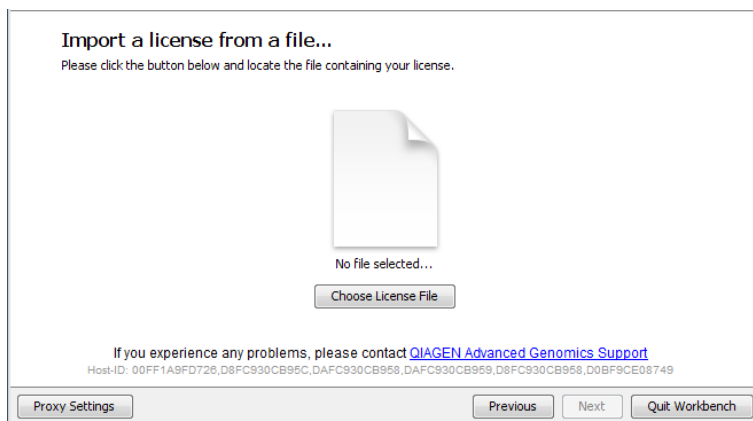 Import a license from a file...
Please click the button below and locate the file containing your license.
No file selected...
Choose License File
If you experience any problems, please contact QIAGEN Advanced Genomics Support
Host-ID: 00FF1A9FD726,D8FC930CB95C,DAFC930CB958,DAFC930CB959,D8FC930CB958,D0BF9CE08749
Proxy Settings Previous Next Quit Workbench